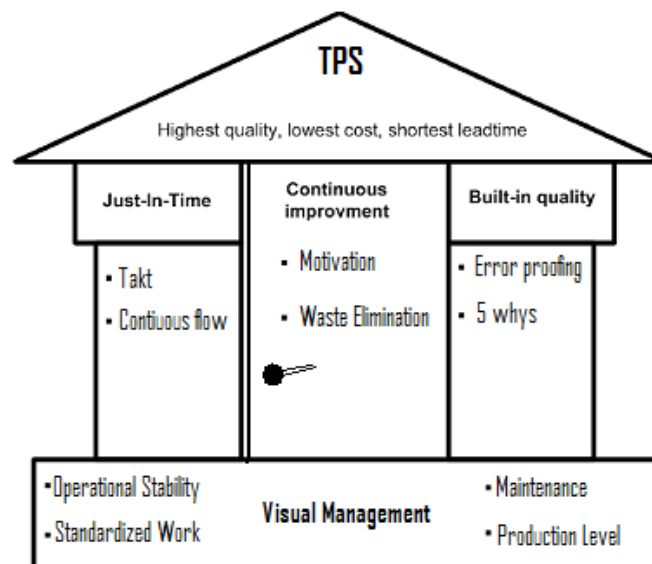 TPS
Highest quality, lowest cost, shortest leadtime
Just-In-Time
▪ Takt
▪ Contiuous flow
Continuous
improvment
▪ Motivation
▪ Waste Elimination
Built-in quality
▪ Error proofing
▪ 5 whys
▪Operational Stability
▪Standardized Work
Visual Management
▪Maintenance
▪Production Level